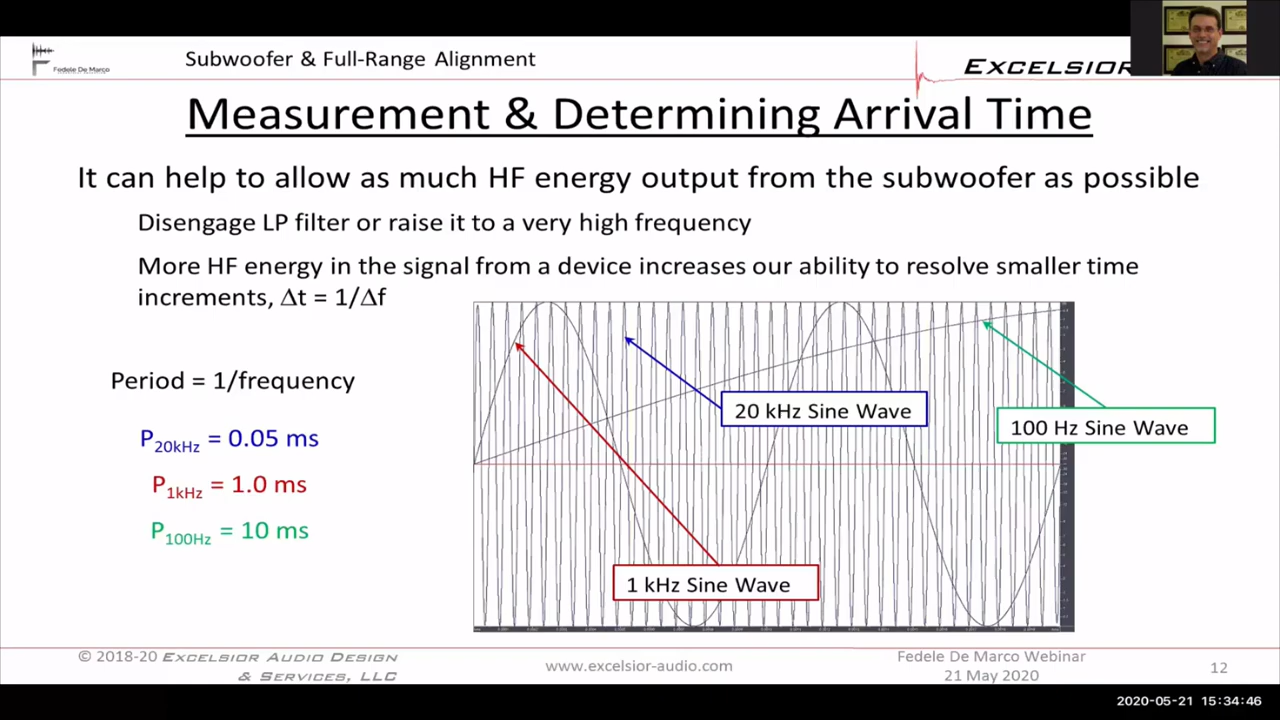 Fedele De Marco
Subwoofer & Full-Range Alignment
EXCELSIOR
Measurement & Determining Arrival Time
It can help to allow as much HF energy output from the subwoofer as possible
Disengage LP filter or raise it to a very high frequency
More HF energy in the signal from a device increases our ability to resolve smaller time
increments, Δt = 1/Δf
Period = 1/frequency
P20kHz = 0.05 ms
P1kHz = 1.0 ms
P100Hz = 10 ms
20 kHz Sine Wave
100 Hz Sine Wave
1 kHz Sine Wave
© 2018-20 EXCELSIOR AUDIO DESIGN
& SERVICES, LLC
www.excelsior-audio.com
Fedele De Marco Webinar
21 May 2020
12
2020-05-21 15:34:46